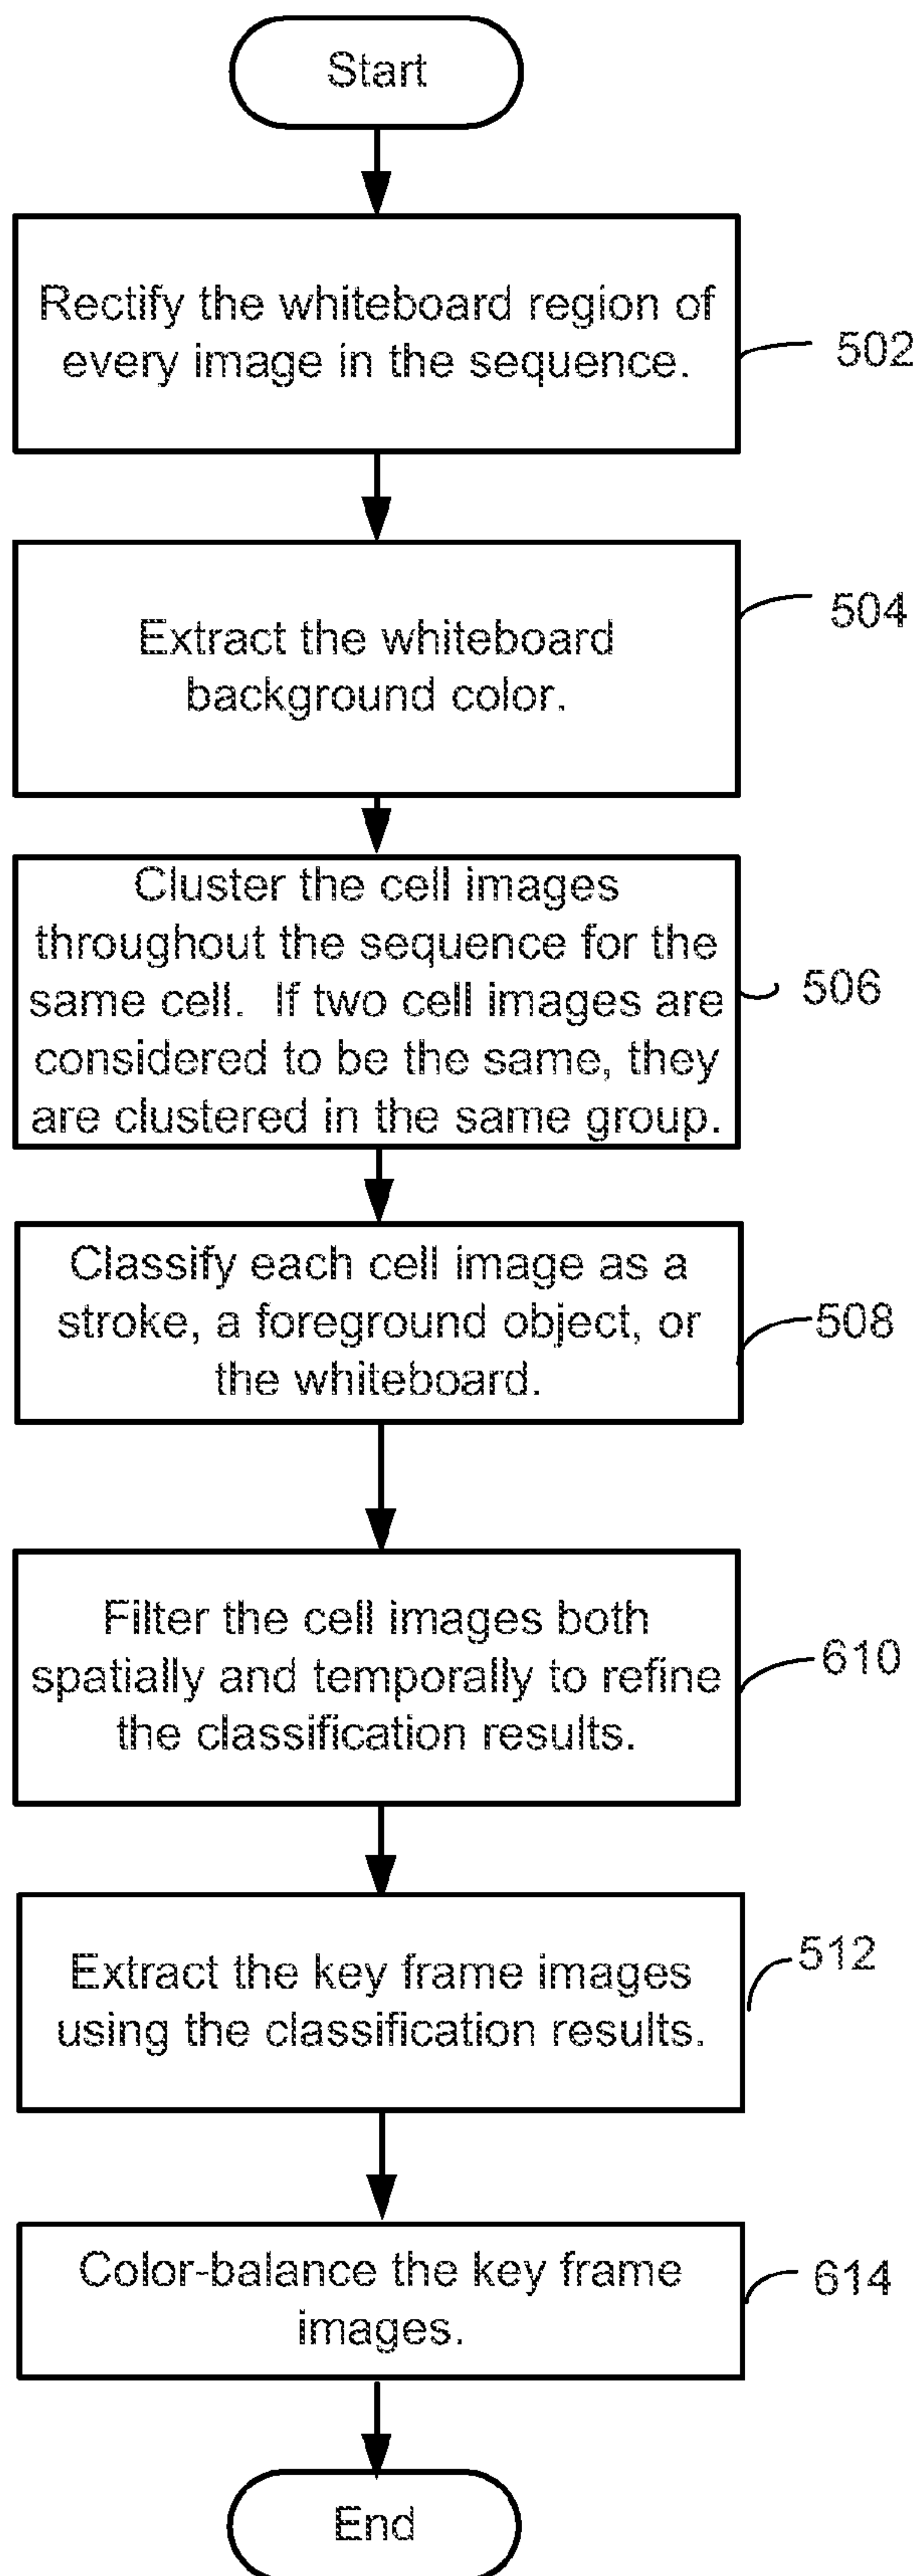 Start
Rectify the whiteboard region of
every image in the sequence.
502
Extract the whiteboard
background color.
504
Cluster the cell images
throughout the sequence for the
same cell.  If two cell images are
considered to be the same, they
are clustered in the same group.
506
Classify each cell image as a
stroke, a foreground object, or
the whiteboard.
508
Filter the cell images both
spatially and temporally to refine
the classification results.
610
Extract the key frame images
using the classification results.
512
Color-balance the key frame
images.
614
End